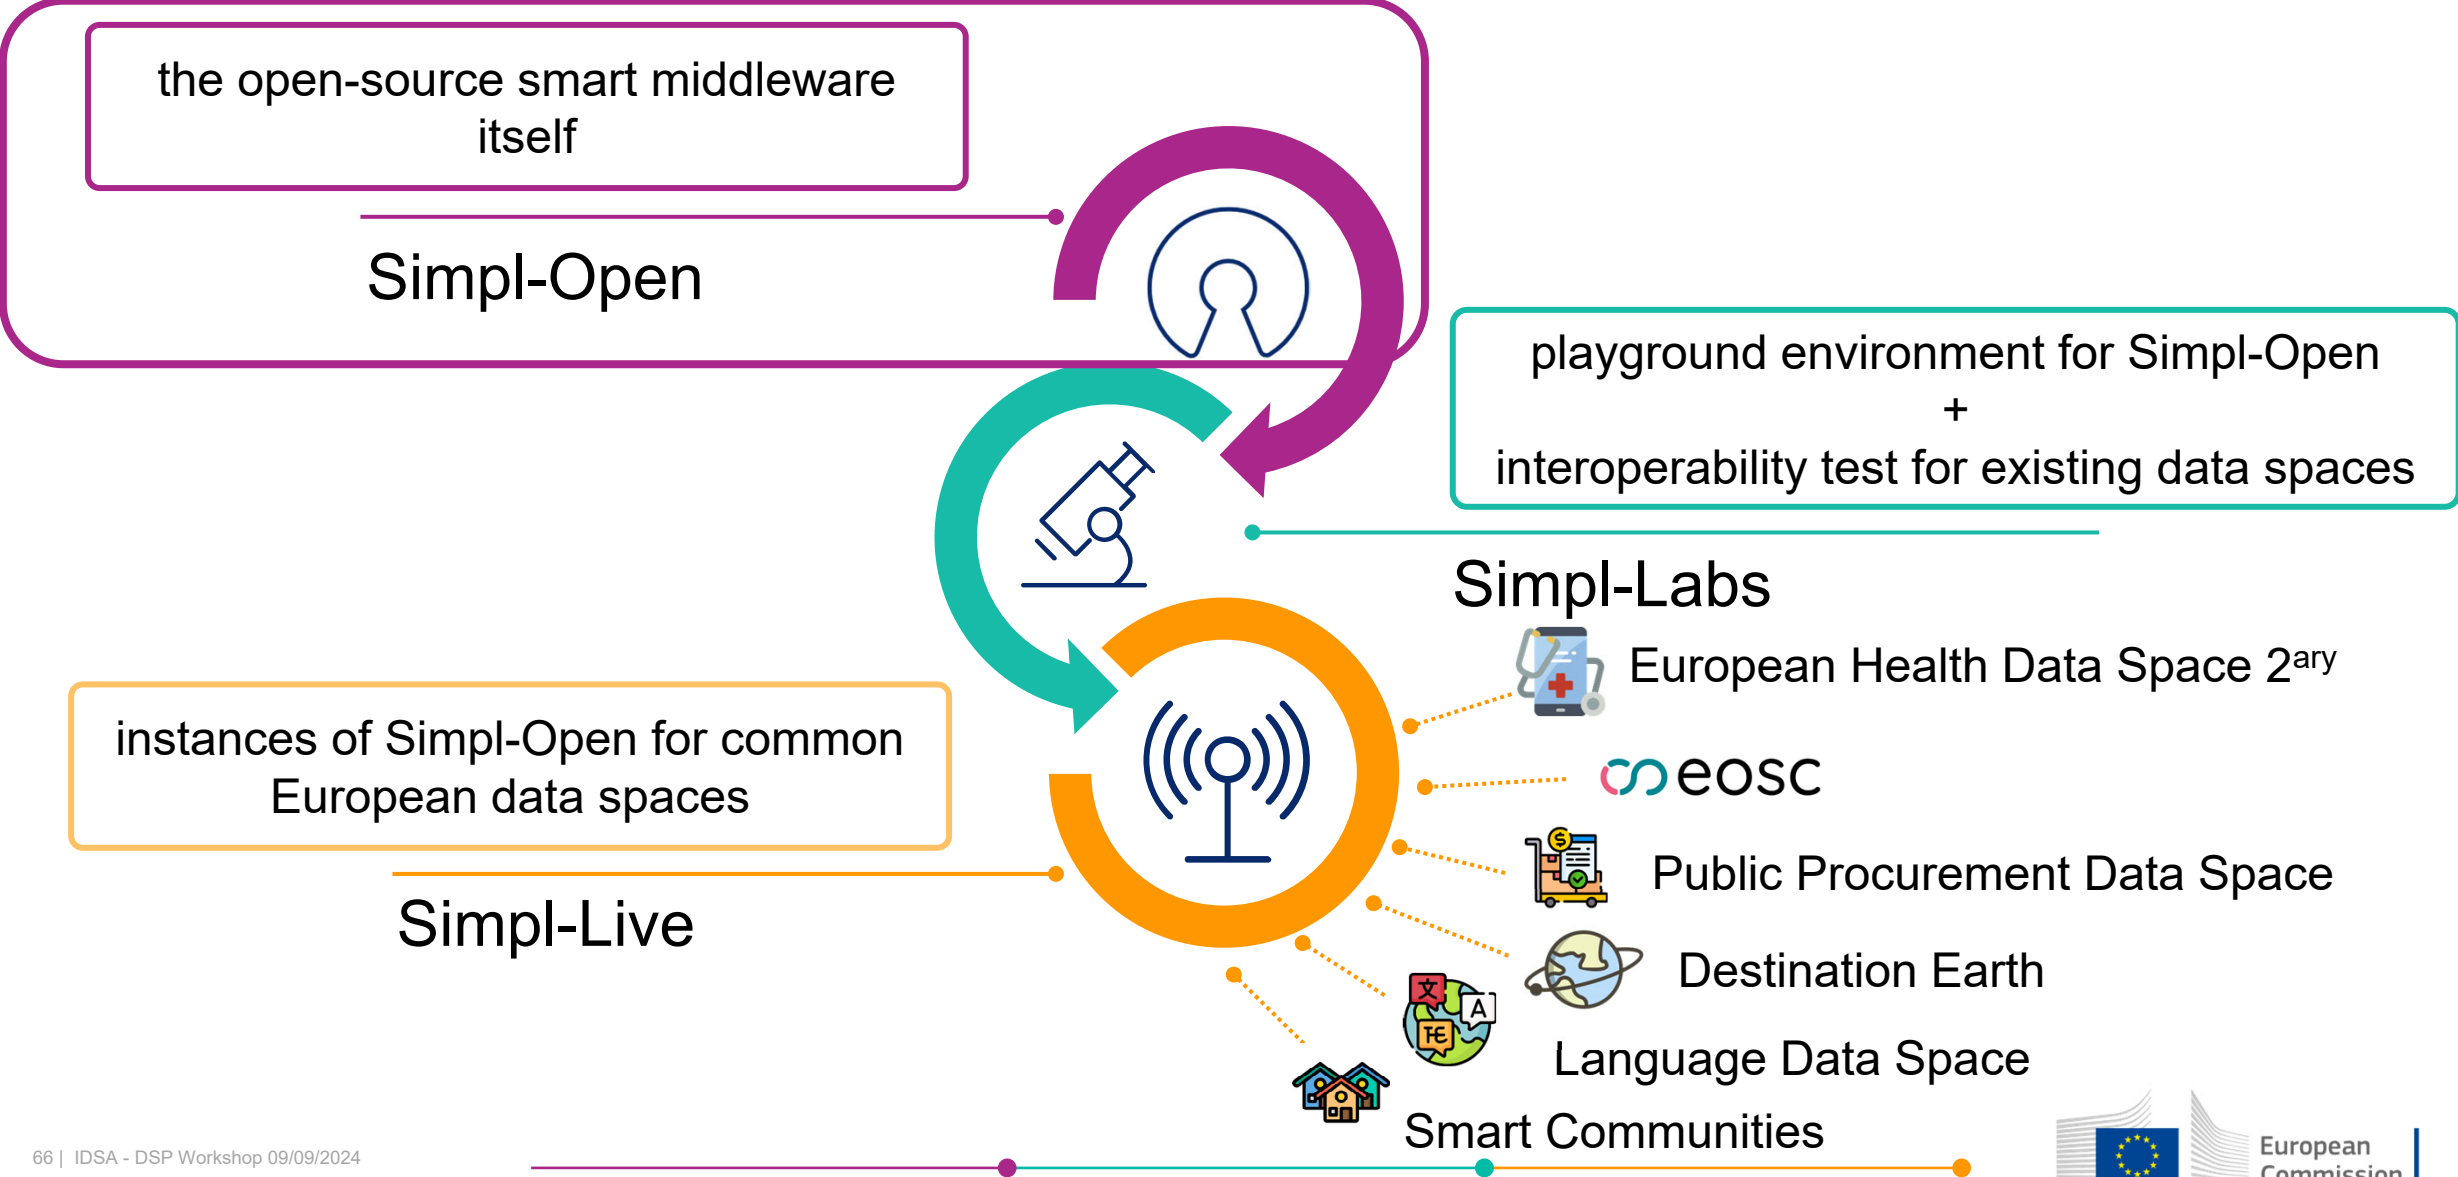 the open-source smart middleware
itself
Simpl-Open
playground environment for Simpl-Open
+
interoperability test for existing data spaces
Simpl-Labs
European Health Data Space 2ary
eosc
instances of Simpl-Open for common
European data spaces
Simpl-Live
Public Procurement Data Space
Destination Earth
文
A
Language Data Space
Smart Communities
66 | IDSA - DSP Workshop 09/09/2024
European
Commission